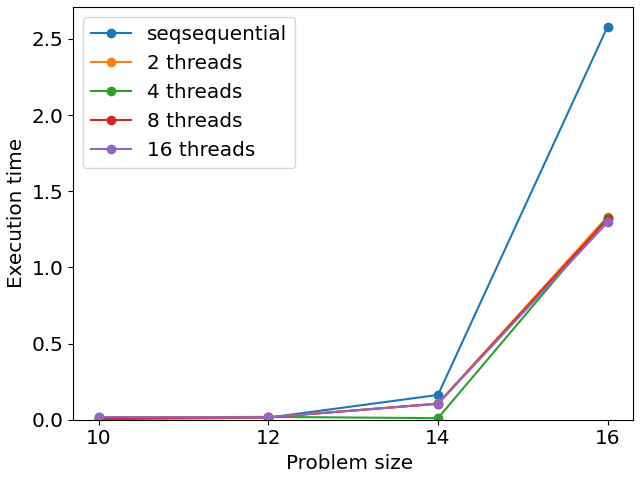 seqsequential
2 threads
4 threads
8 threads
16 threads
Execution time
2.5
2.0
1.5
1.0
0.5
0.0
10
12
14
16
Problem size